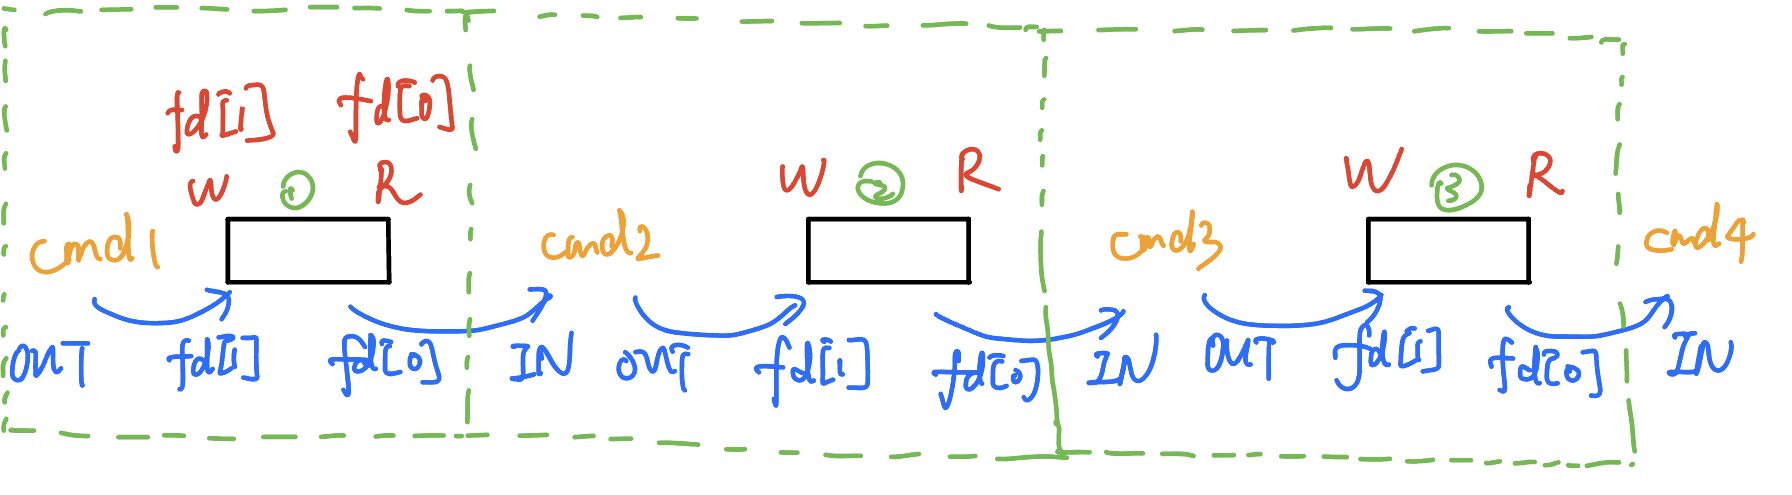 fd[1] fd[0]
W ① R W ② R W ③ R
cmd1 cmd2 cmd3 cmd4
OUT fd[1] fd[0] IN OUT fd[1] fd[0] IN OUT fd[1] fd[0] IN